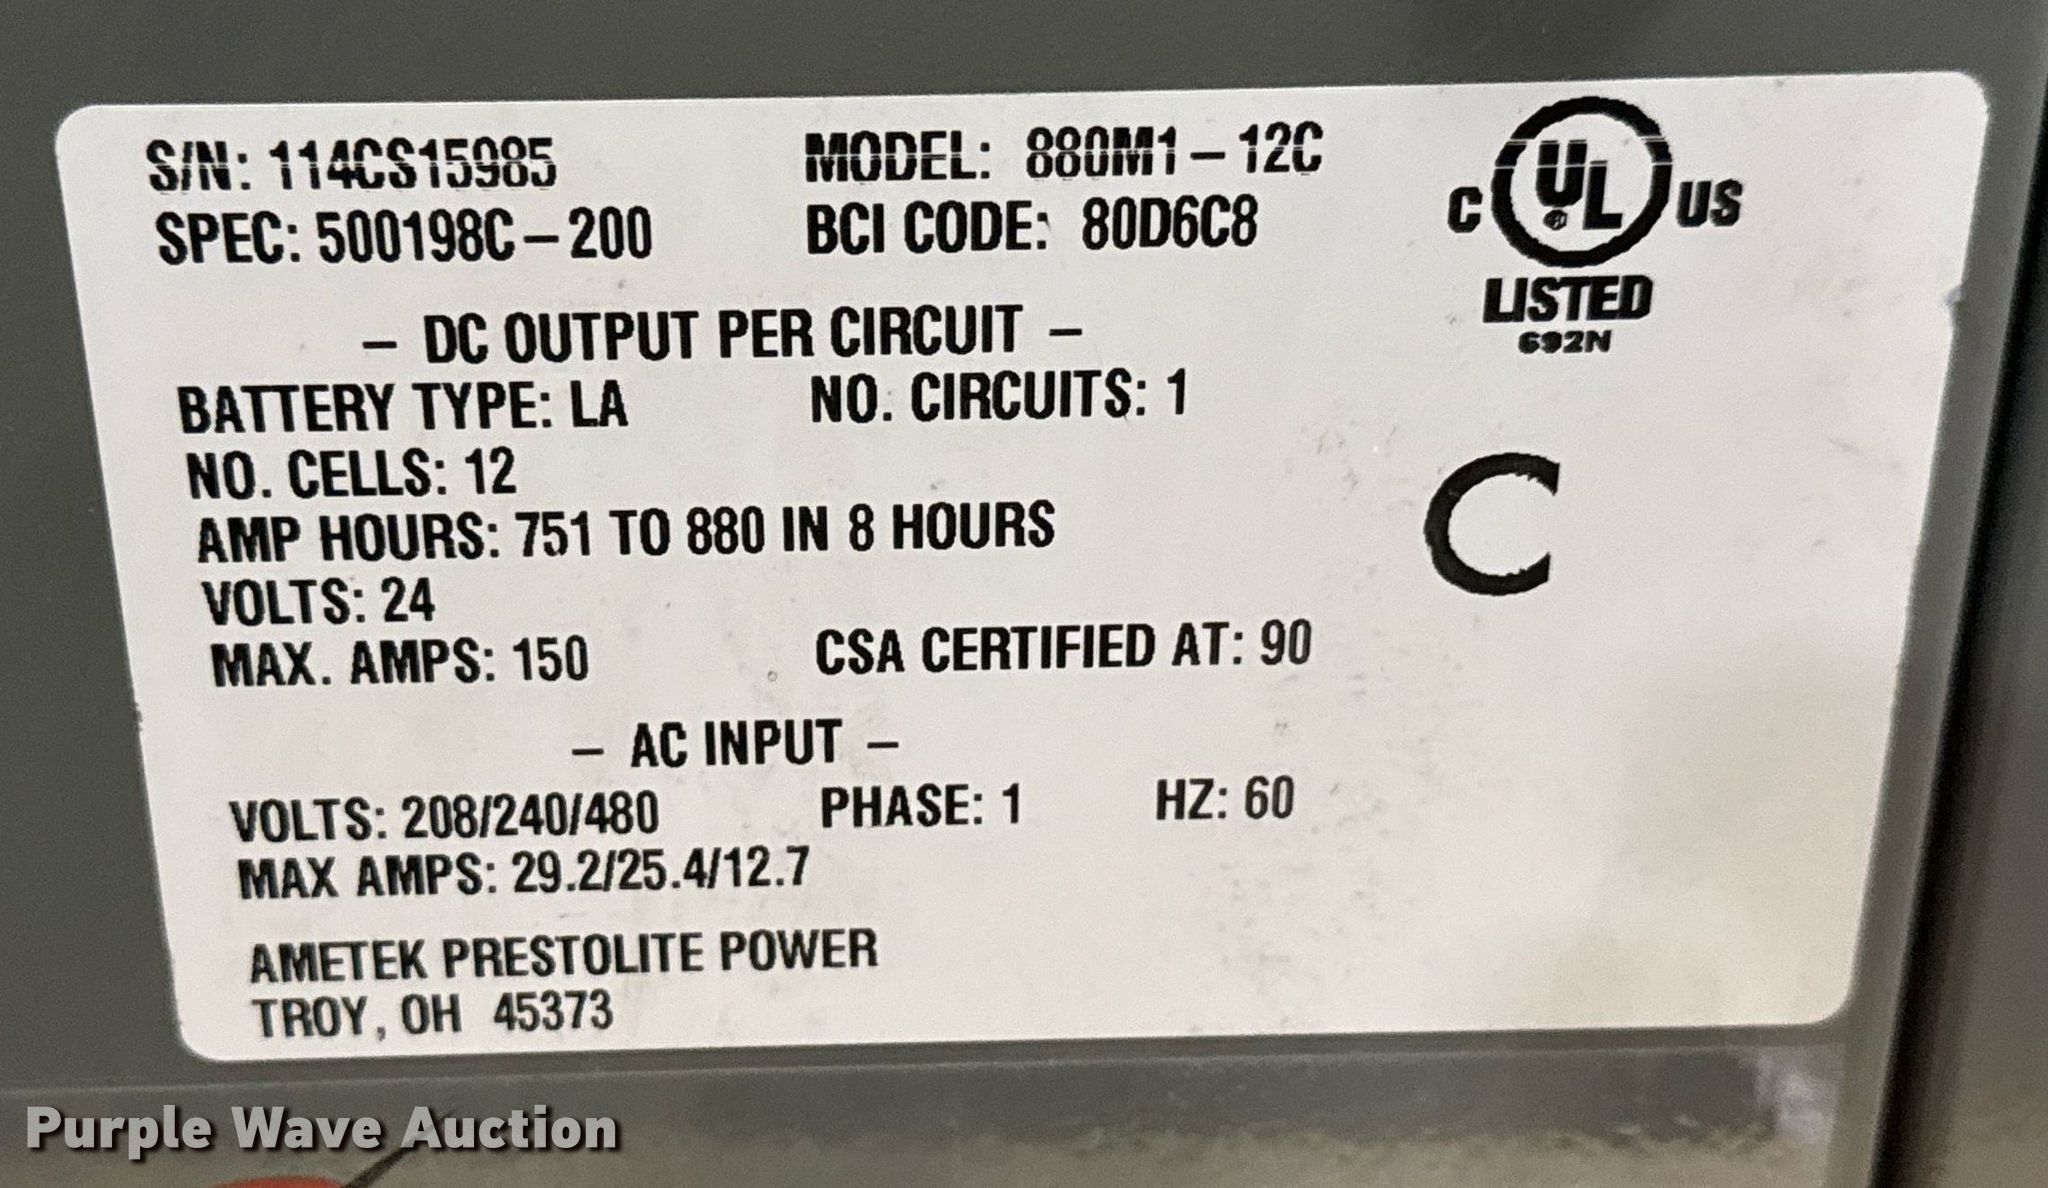 S/N: 114CS15985 MODEL: 880M1-12C
SPEC: 500198C-200 BCI CODE: 80D6C8
C UL US
LISTED
692N
- DC OUTPUT PER CIRCUIT -
BATTERY TYPE: LA NO. CIRCUITS: 1
NO. CELLS: 12
AMP HOURS: 751 TO 880 IN 8 HOURS
C
VOLTS: 24
MAX. AMPS: 150 CSA CERTIFIED AT: 90
- AC INPUT -
VOLTS: 208/240/480 PHASE: 1 HZ: 60
MAX AMPS: 29.2/25.4/12.7
AMETEK PRESTOLITE POWER
TROY, OH 45373
Purple Wave Auction